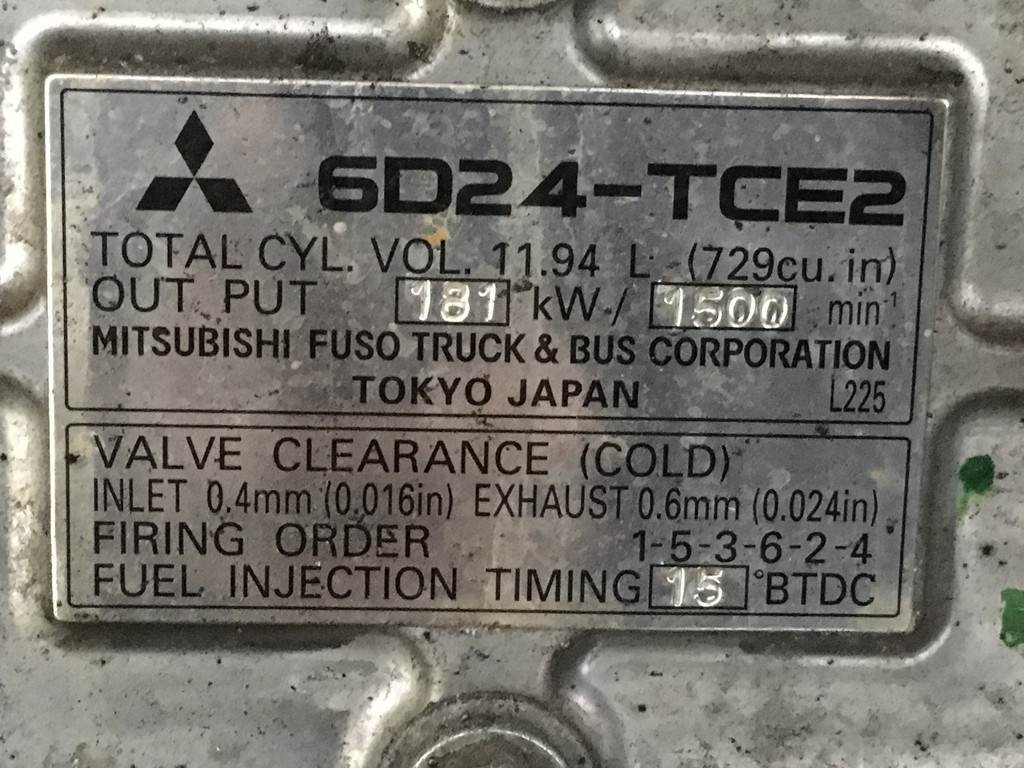 6D24-TCE2
TOTAL CYL. VOL. 11.94 L (729cu. in)
OUT PUT 181 kW / 1500 min⁻¹
MITSUBISHI FUSO TRUCK & BUS CORPORATION
TOKYO JAPAN L225
VALVE CLEARANCE (COLD)
INLET 0.4mm (0.016in) EXHAUST 0.6mm (0.024in)
FIRING ORDER 1-5-3-6-2-4
FUEL INJECTION TIMING 15 °BTDC